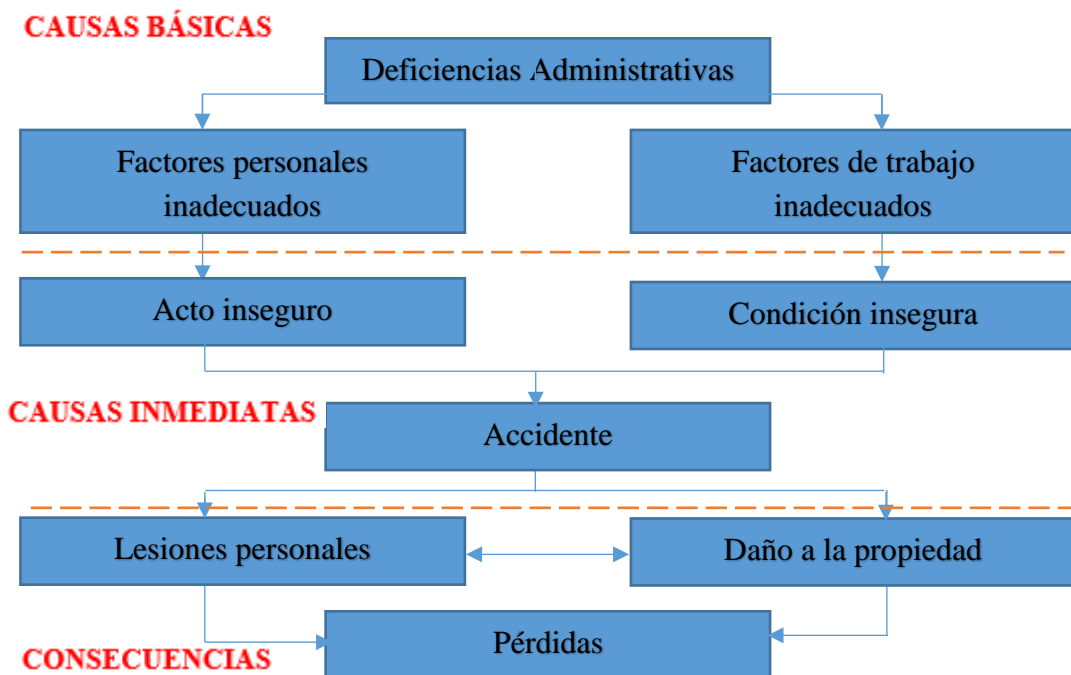 CAUSAS BÁSICAS
Deficiencias Administrativas
Factores personales
inadecuados
Factores de trabajo
inadecuados
Acto inseguro
Condición insegura
CAUSAS INMEDIATAS
Accidente
Lesiones personales
Daño a la propiedad
Pérdidas
CONSECUENCIAS